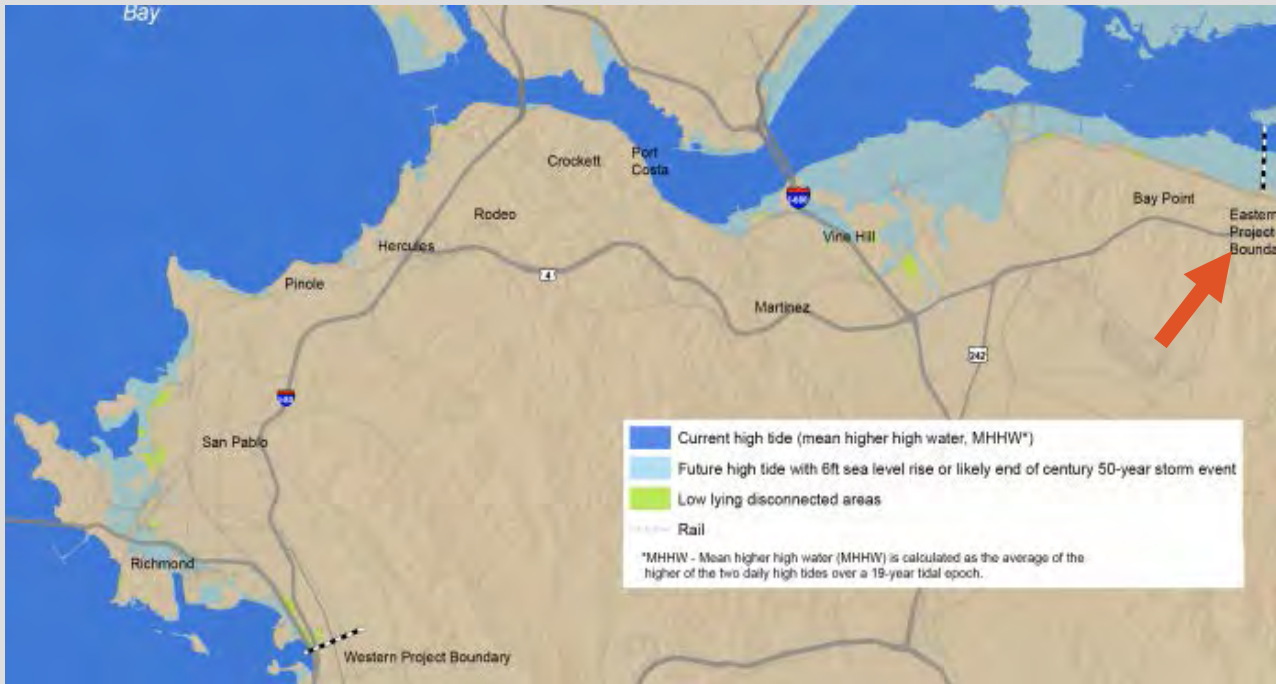 Bay
Crockett
Port
Costa
Rodeo
Bay Point
Eastern
Project
Bounda
Hercules
Vine Hill
4
Pinole
Martinez
242
San Pablo
Current high tide (mean higher high water, MHHW*)
Future high tide with 6ft sea level rise or likely end of century 50-year storm event
Low lying disconnected areas
Rail
*MHHW - Mean higher high water (MHHW) is calculated as the average of the
higher of the two daily high tides over a 19-year tidal epoch.
Richmond
Western Project Boundary